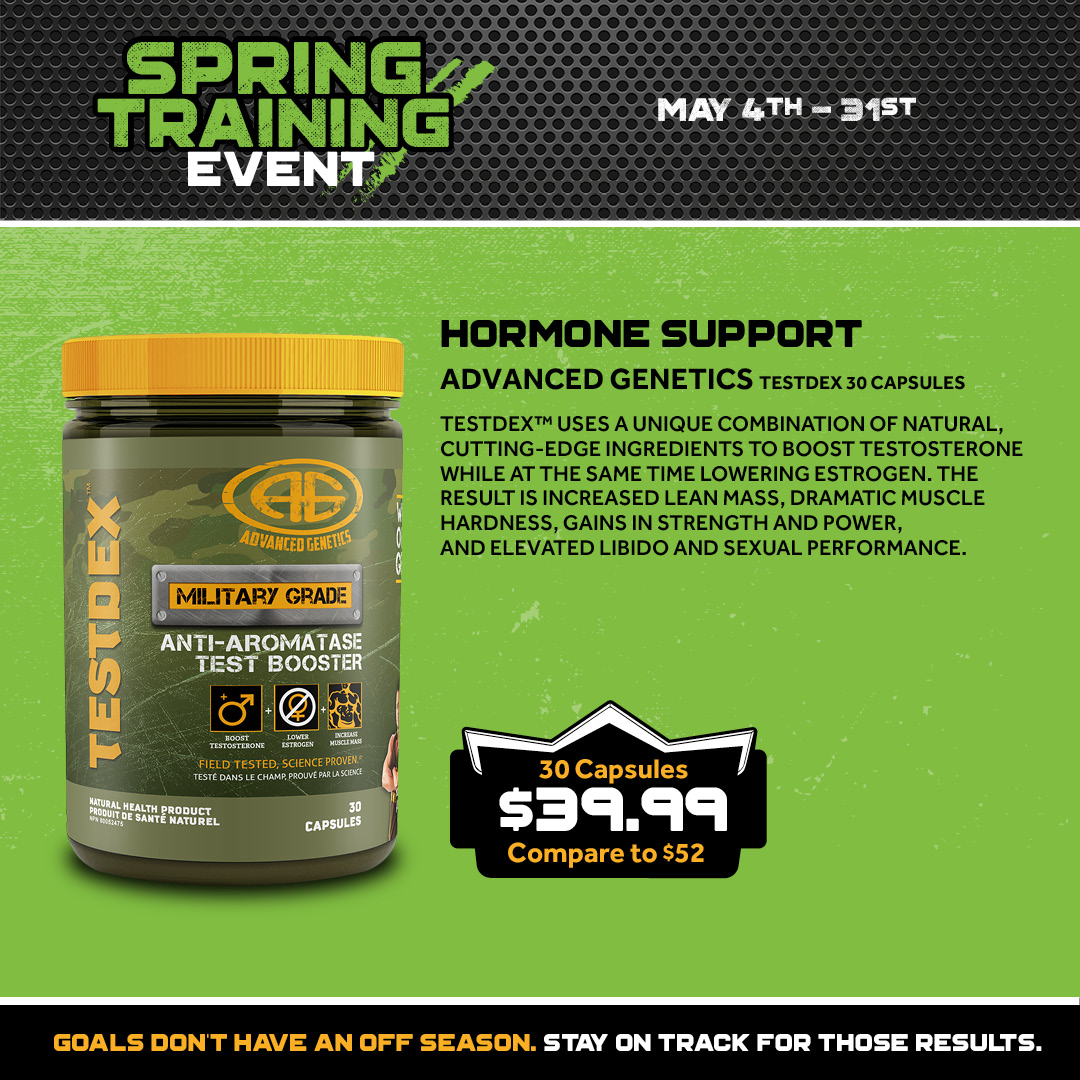 SPRING
TRAINING
EVENT
MAY 4TH – 31ST
HORMONE SUPPORT
ADVANCED GENETICS TESTDEX 30 CAPSULES
TESTDEX™ USES A UNIQUE COMBINATION OF NATURAL,
CUTTING-EDGE INGREDIENTS TO BOOST TESTOSTERONE
WHILE AT THE SAME TIME LOWERING ESTROGEN. THE
RESULT IS INCREASED LEAN MASS, DRAMATIC MUSCLE
HARDNESS, GAINS IN STRENGTH AND POWER,
AND ELEVATED LIBIDO AND SEXUAL PERFORMANCE.
TESTDEX™
AG
ADVANCED GENETICS
MILITARY GRADE
ANTI-AROMATASE
TEST BOOSTER
BOOST
TESTOSTERONE
+
LOWER
ESTROGEN
+
INCREASE
MUSCLE MASS
FIELD TESTED, SCIENCE PROVEN.
TESTÉ DANS LE CHAMP, PROUVÉ PAR LA SCIENCE
NATURAL HEALTH PRODUCT
PRODUIT DE SANTÉ NATUREL
NPN 80052475
30
CAPSULES
30 Capsules
$39.99
Compare to $52
GOALS DON'T HAVE AN OFF SEASON. STAY ON TRACK FOR THOSE RESULTS.